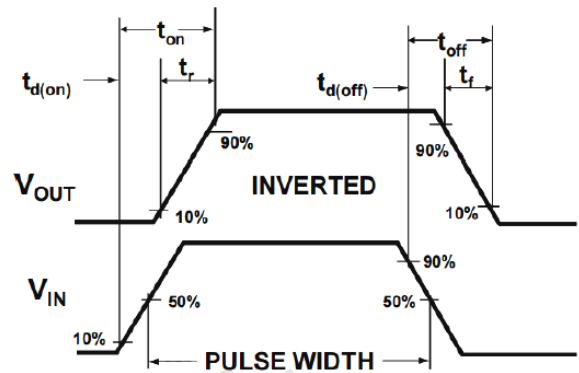 t_on
t_r
t_d(on)
t_off
t_f
t_d(off)
90%
90%
V_OUT
INVERTED
10%
10%
V_IN
90%
50%
50%
10%
PULSE WIDTH